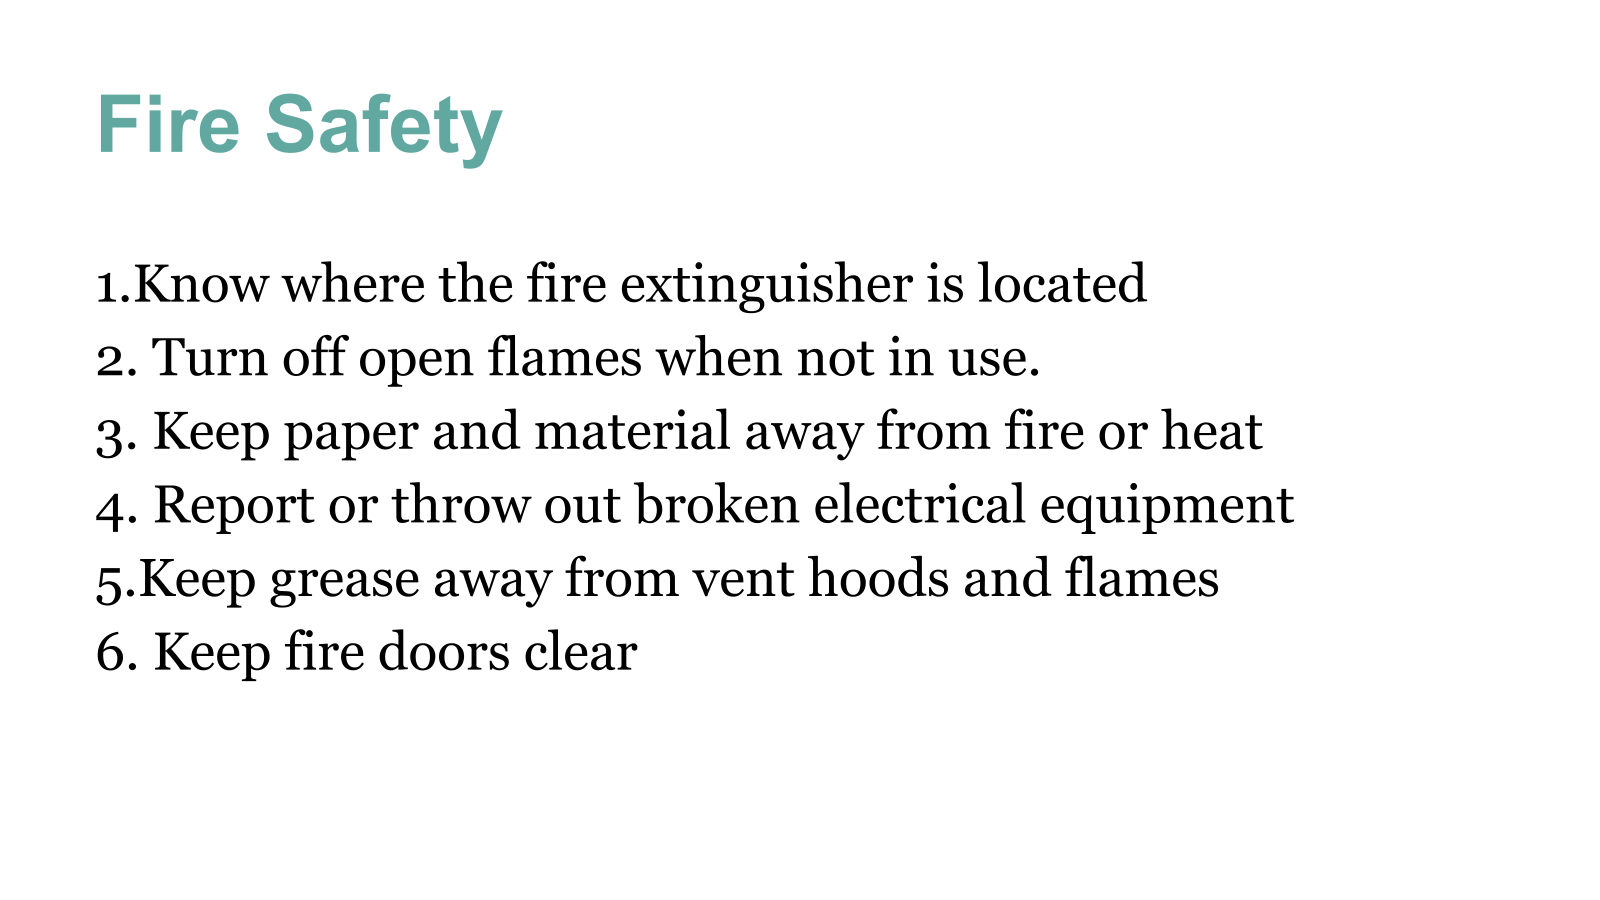 Fire Safety
1.Know where the fire extinguisher is located
2. Turn off open flames when not in use.
3. Keep paper and material away from fire or heat
4. Report or throw out broken electrical equipment
5.Keep grease away from vent hoods and flames
6. Keep fire doors clear